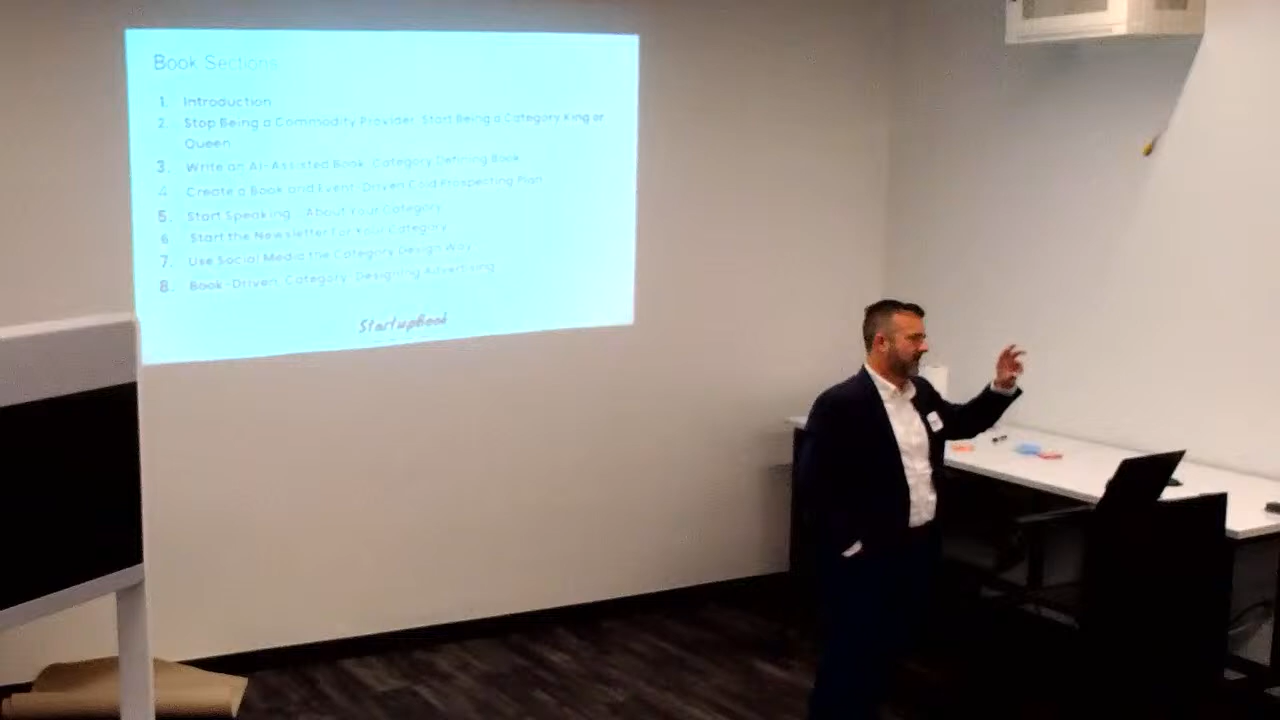 Book Sections
1. Introduction
2. Stop Being a Commodity Provider, Start Being a Category King or
Queen
3. Write an AI-Assisted Book, Category Defining Book
4. Create a Book and Event-Driven Cold Prospecting Plan
5. Start Speaking - About Your Category
6 Start the Newsletter For Your Category
7. Use Social Media the Category Design Way
8. Book-Driven, Category-Designing Advertising
StartupBook